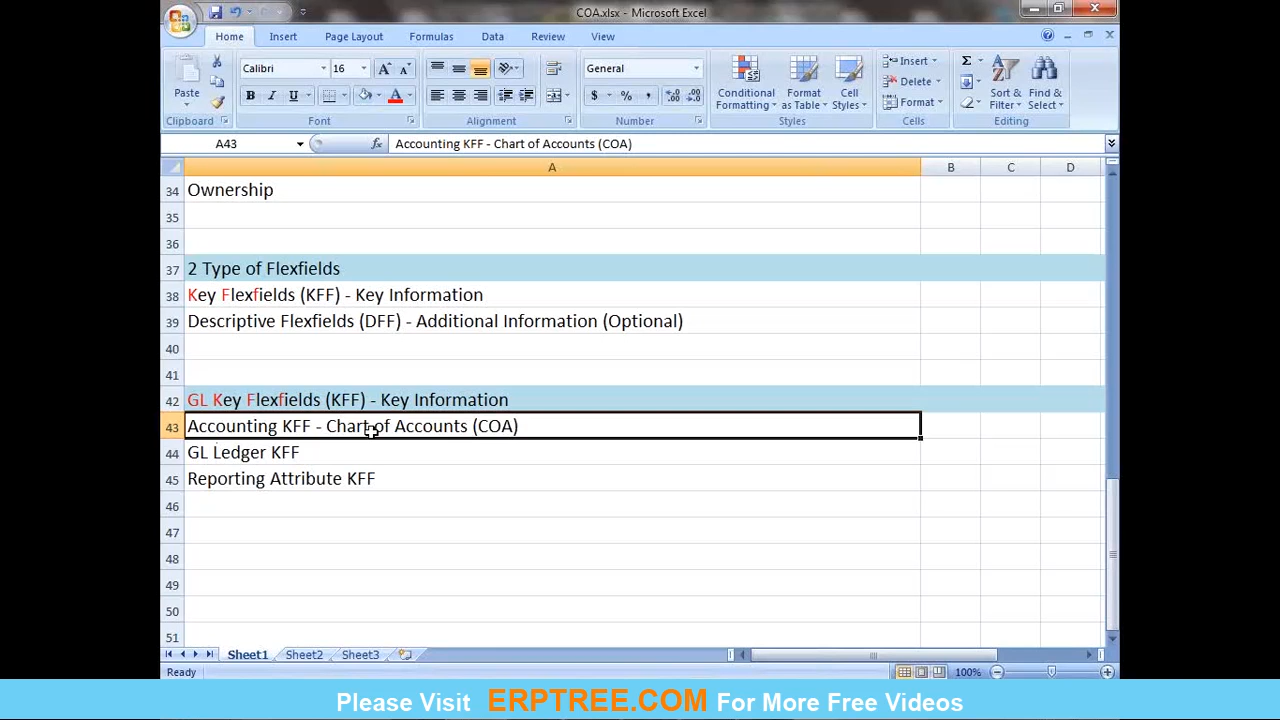 COA.xlsx - Microsoft Excel
Home Insert Page Layout Formulas Data Review View
Paste
Clipboard
Calibri 16
B I U
Font
Alignment
General
$ % ,
Number
Conditional Formatting
Format as Table
Cell Styles
Styles
Insert
Delete
Format
Cells
Σ
Sort & Filter
Find & Select
Editing
A43 fx Accounting KFF - Chart of Accounts (COA)
A B C D
34 Ownership
35
36
37 2 Type of Flexfields
38 Key Flexfields (KFF) - Key Information
39 Descriptive Flexfields (DFF) - Additional Information (Optional)
40
41
42 GL Key Flexfields (KFF) - Key Information
43 Accounting KFF - Chart of Accounts (COA)
44 GL Ledger KFF
45 Reporting Attribute KFF
46
47
48
49
50
51
Sheet1 Sheet2 Sheet3
Ready 100%
Please Visit ERPTREE.COM For More Free Videos